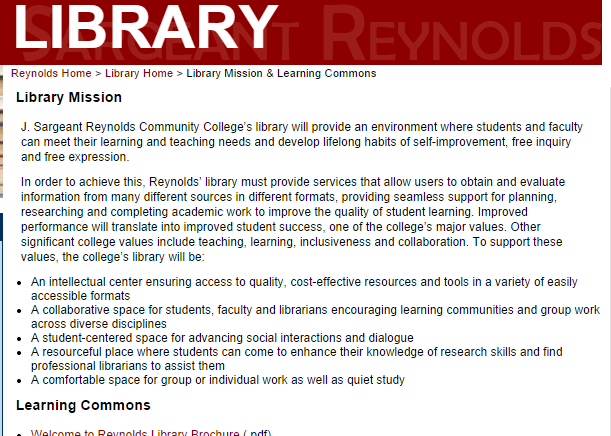 LIBRARY
SARGEANT REYNOLDS
Reynolds Home > Library Home > Library Mission & Learning Commons
Library Mission
J. Sargeant Reynolds Community College's library will provide an environment where students and faculty
can meet their learning and teaching needs and develop lifelong habits of self-improvement, free inquiry
and free expression.
In order to achieve this, Reynolds' library must provide services that allow users to obtain and evaluate
information from many different sources in different formats, providing seamless support for planning,
researching and completing academic work to improve the quality of student learning. Improved
performance will translate into improved student success, one of the college's major values. Other
significant college values include teaching, learning, inclusiveness and collaboration. To support these
values, the college's library will be:
• An intellectual center ensuring access to quality, cost-effective resources and tools in a variety of easily
accessible formats
• A collaborative space for students, faculty and librarians encouraging learning communities and group work
across diverse disciplines
• A student-centered space for advancing social interactions and dialogue
• A resourceful place where students can come to enhance their knowledge of research skills and find
professional librarians to assist them
• A comfortable space for group or individual work as well as quiet study
Learning Commons
• Welcome to Reynolds Library Brochure (.pdf)